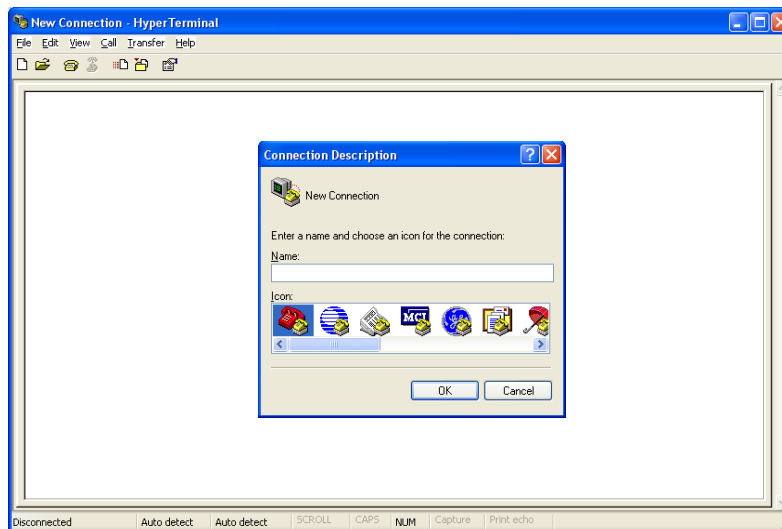 New Connection - HyperTerminal
File Edit View Call Transfer Help
Connection Description
New Connection
Enter a name and choose an icon for the connection:
Name:
Icon:
MCI
OK Cancel
Disconnected Auto detect Auto detect SCROLL CAPS NUM Capture Print echo